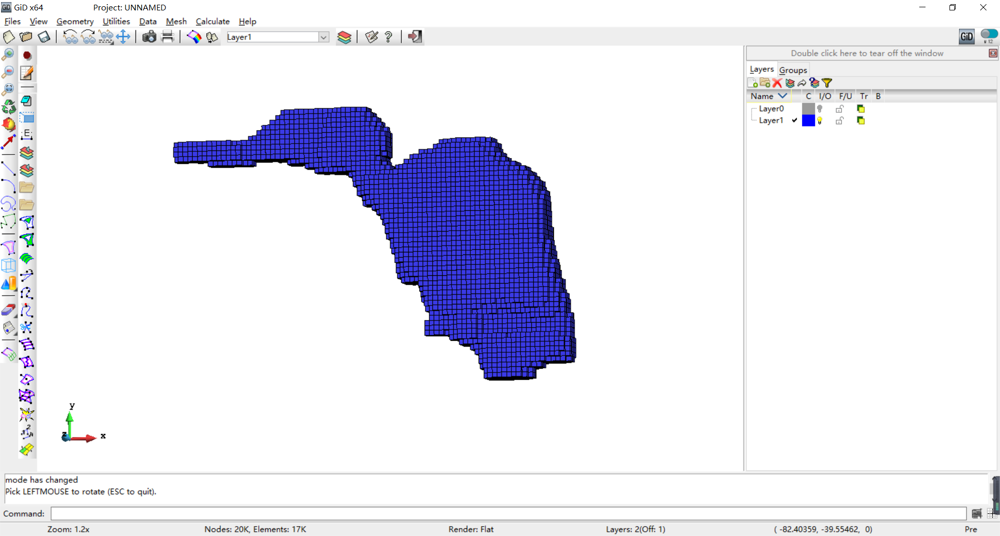 GiD GiD x64 Project: UNNAMED
Files View Geometry Utilities Data Mesh Calculate Help
Layer1
GiD
v 12
Double click here to tear off the window
Layers Groups
Name C I/O F/U Tr B
Layer0
Layer1
E
2
y
z
x
mode has changed
Pick LEFTMOUSE to rotate (ESC to quit).
Command:
Zoom: 1.2x Nodes: 20K, Elements: 17K Render: Flat Layers: 2(Off: 1) ( -82.40359, -39.55462, 0) Pre